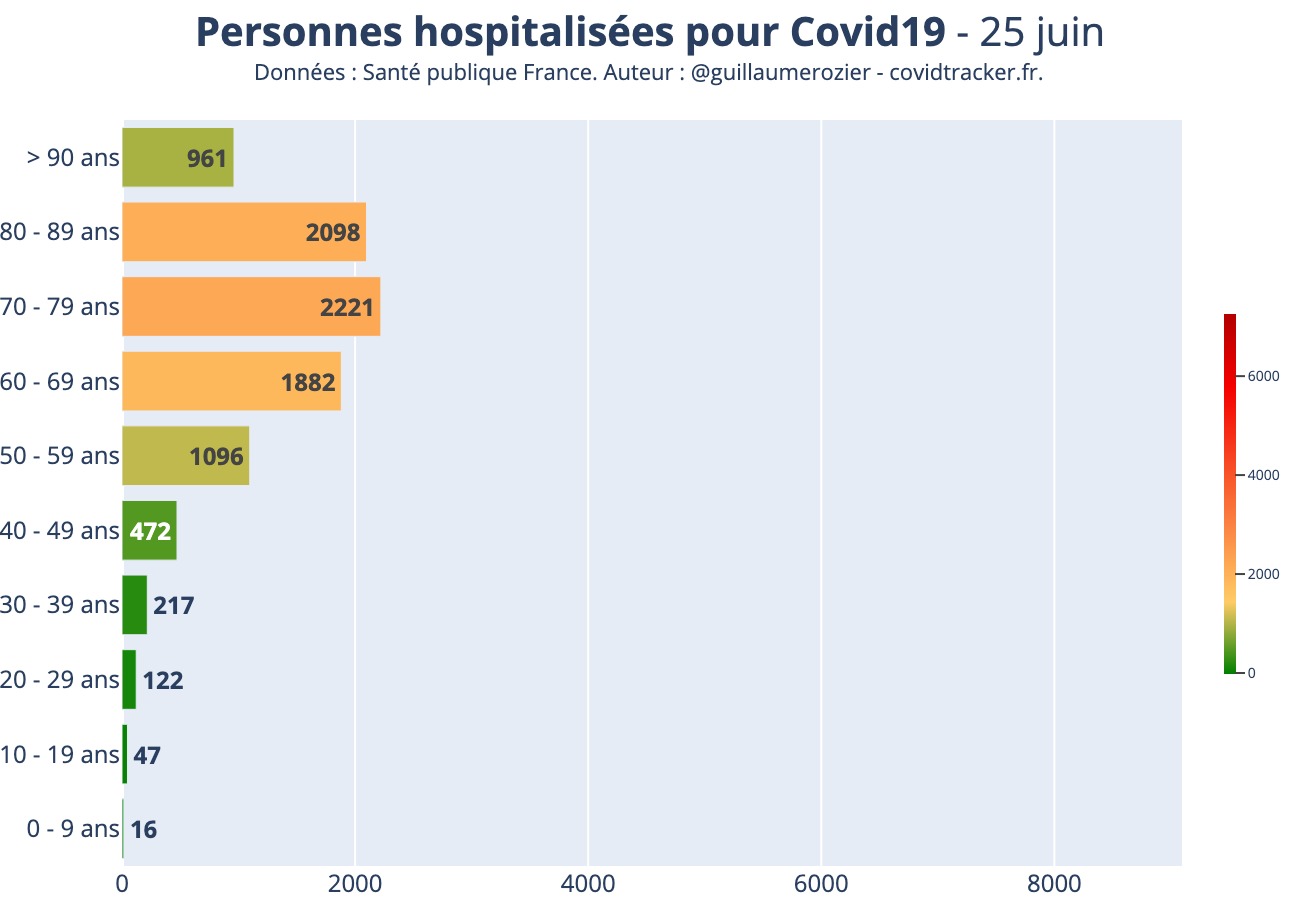 Personnes hospitalisées pour Covid19 - 25 juin
Données : Santé publique France. Auteur : @guillaumerozier - covidtracker.fr.
> 90 ans 961
80 - 89 ans 2098
70 - 79 ans 2221
60 - 69 ans 1882
50 - 59 ans 1096
40 - 49 ans 472
30 - 39 ans 217
20 - 29 ans 122
10 - 19 ans 47
0 - 9 ans 16
0 2000 4000 6000 8000
6000
4000
2000
0